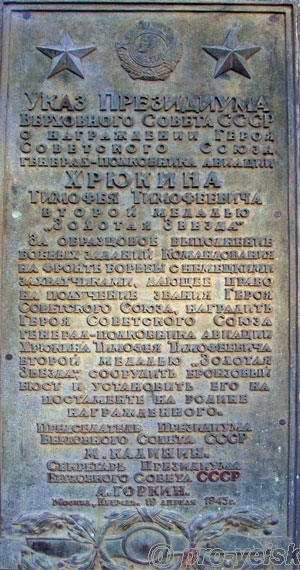 Указ Президиума
Верховного Совета СССР
о награждении Героя
Советского Союза
генерал-полковника авиации
ХРЮКИНА
Тимофея Тимофеевича
второй медалью
„Золотая Звезда“
За образцовое выполнение
боевых заданий Командования
на фронте борьбы с немецкими
захватчиками, дающее право
на получение звания Героя
Советского Союза, наградить
Героя Советского Союза
генерал-полковника авиации
Хрюкина Тимофея Тимофеевича
второй медалью „Золотая
Звезда“, соорудить бронзовый
бюст и установить его на
постаменте на родине
награжденного.
Председатель Президиума
Верховного Совета СССР
М. Калинин.
Секретарь Президиума
Верховного Совета СССР
А. Горкин.
Москва, Кремль. 19 апреля 1945г.
@ pro-yeisk